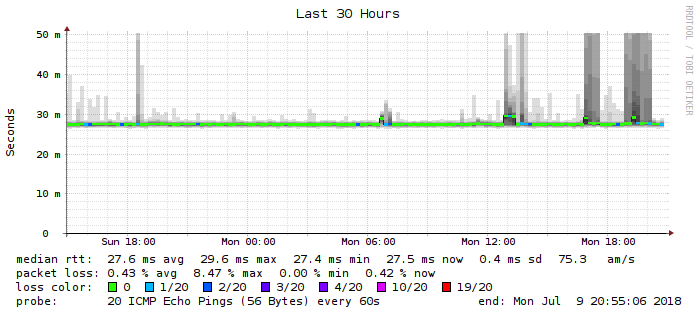 Last 30 Hours
RRDTOOL / TOBI OETIKER
Seconds
50 m
40 m
30 m
20 m
10 m
0
Sun 18:00 Mon 00:00 Mon 06:00 Mon 12:00 Mon 18:00
median rtt: 27.6 ms avg 29.6 ms max 27.4 ms min 27.5 ms now 0.4 ms sd 75.3 am/s
packet loss: 0.43 % avg 8.47 % max 0.00 % min 0.42 % now
loss color: 0 1/20 2/20 3/20 4/20 10/20 19/20
probe: 20 ICMP Echo Pings (56 Bytes) every 60s end: Mon Jul 9 20:55:06 2018